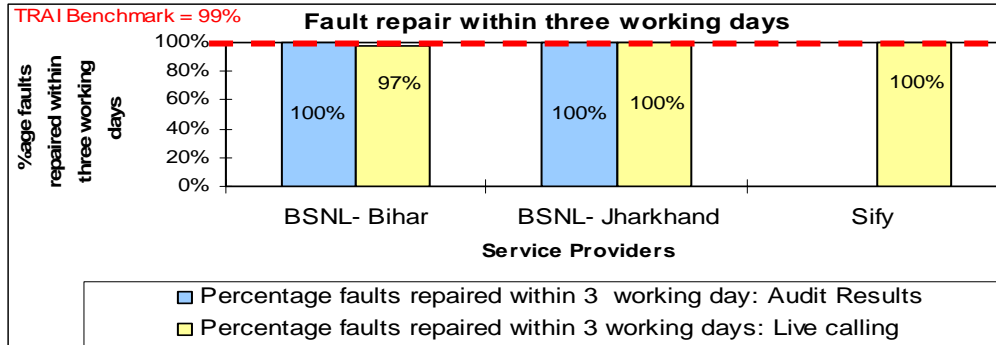 TRAI Benchmark = 99%
Fault repair within three working days
%age faults
repaired within
three working
days
100%
80%
60%
40%
20%
0%
100%
97%
100%
100%
100%
BSNL- Bihar
BSNL- Jharkhand
Sify
Service Providers
Percentage faults repaired within 3 working day: Audit Results
Percentage faults repaired within 3 working days: Live calling